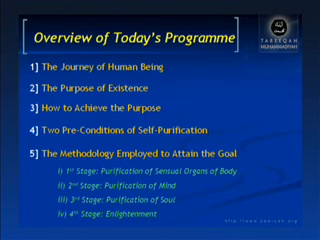 Overview of Today's Programme
TAREEQAH
MUHAMMADIYAH
1] The Journey of Human Being
2] The Purpose of Existence
3] How to Achieve the Purpose
4] Two Pre-Conditions of Self-Purification
5] The Methodology Employed to Attain the Goal
i) 1st Stage: Purification of Sensual Organs of Body
ii) 2nd Stage: Purification of Mind
iii) 3rd Stage: Purification of Soul
iv) 4th Stage: Enlightenment